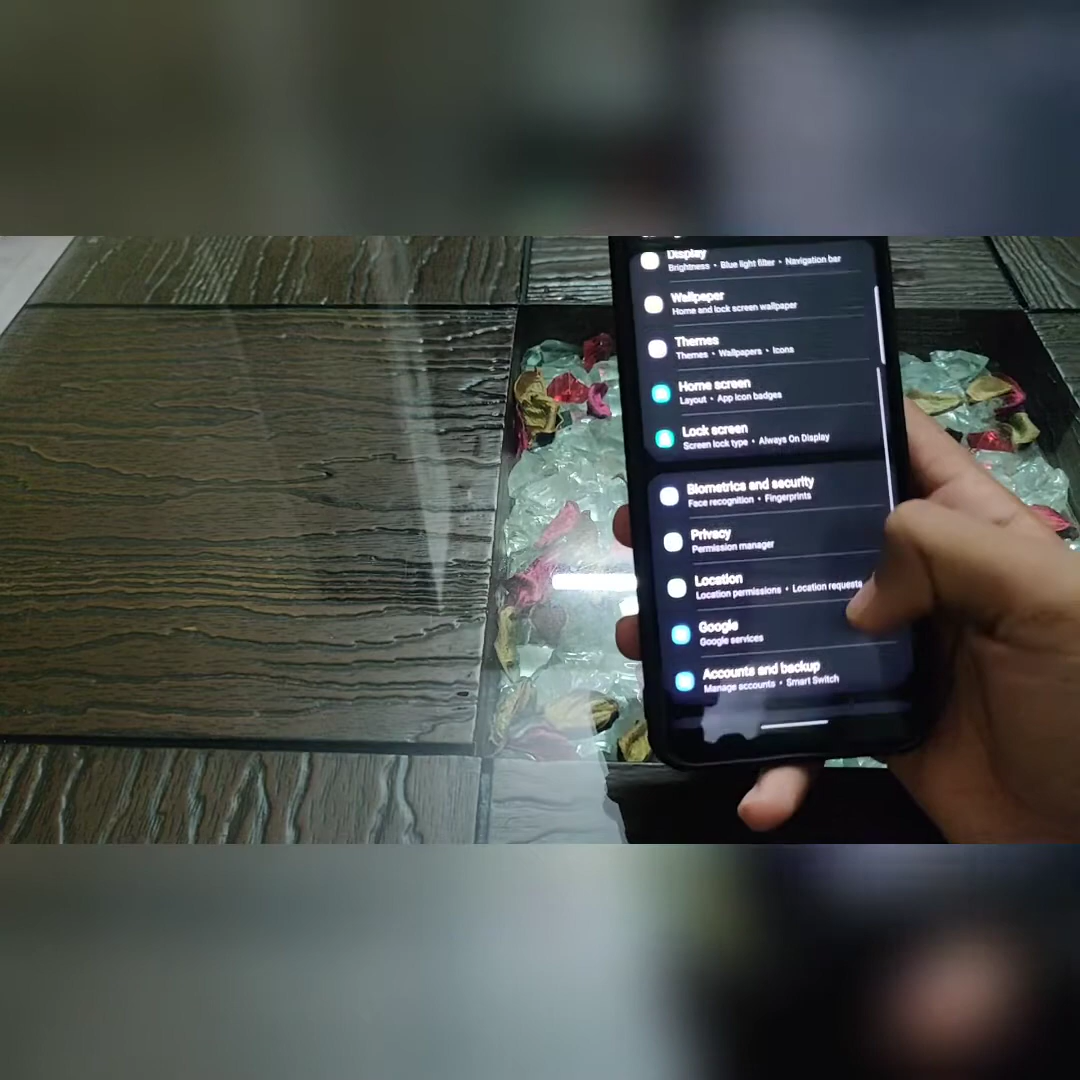 Display
Brightness • Blue light filter • Navigation bar
Wallpaper
Home and lock screen wallpaper
Themes
Themes • Wallpapers • Icons
Home screen
Layout • App icon badges
Lock screen
Screen lock type • Always On Display
Biometrics and security
Face recognition • Fingerprints
Privacy
Permission manager
Location
Location permissions • Location requests
Google
Google services
Accounts and backup
Manage accounts • Smart Switch